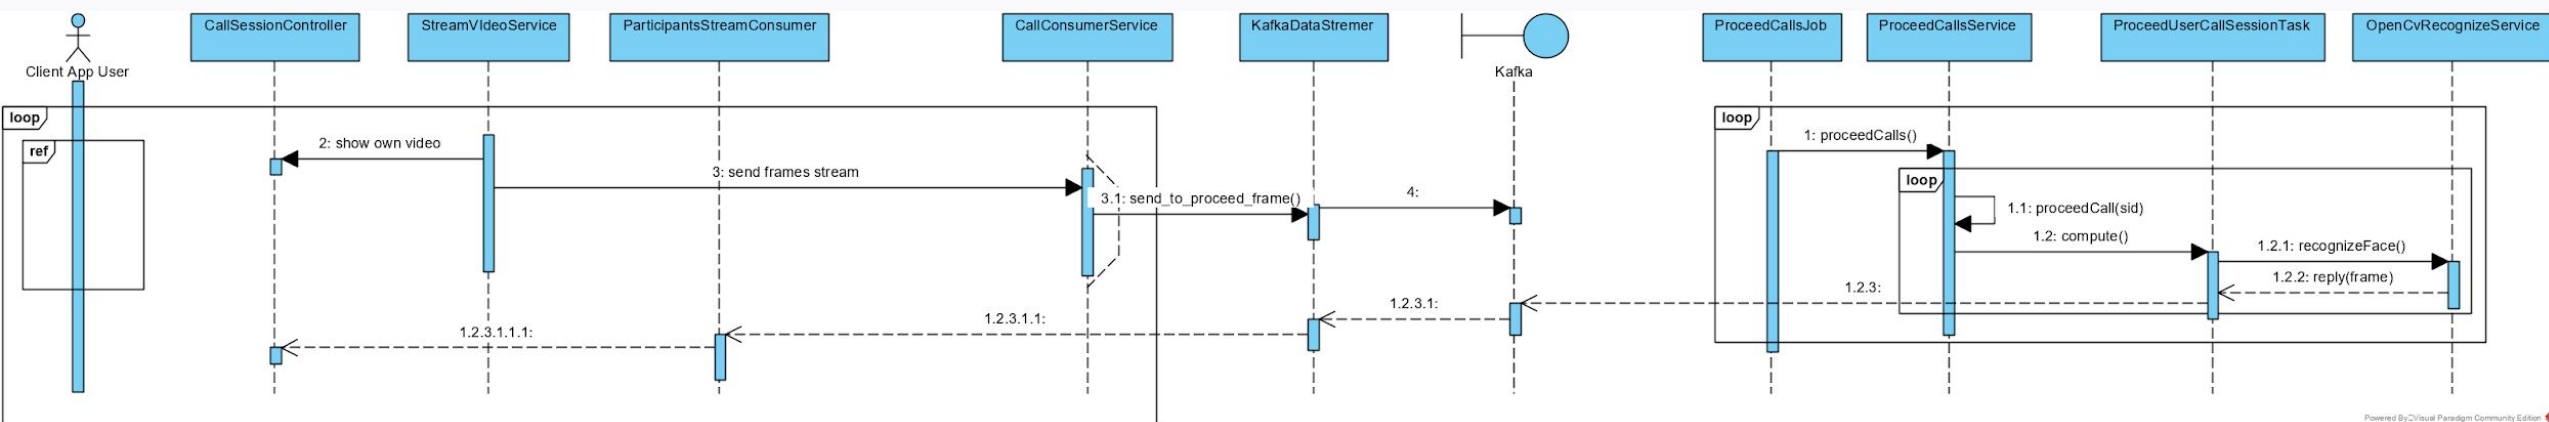 CallSessionController
StreamVIdeoService
ParticipantsStreamConsumer
CallConsumerService
KafkaDataStremer
ProceedCallsJob
ProceedCallsService
ProceedUserCallSessionTask
OpenCvRecognizeService
Client App User
Kafka
loop
loop
ref
2: show own video
1: proceedCalls()
3: send frames stream
loop
3.1: send_to_proceed_frame()
4:
1.1: proceedCall(sid)
1.2: compute()
1.2.1: recognizeFace()
1.2.2: reply(frame)
1.2.3:
1.2.3.1:
1.2.3.1.1:
1.2.3.1.1.1:
Powered By Visual Paradigm Community Edition